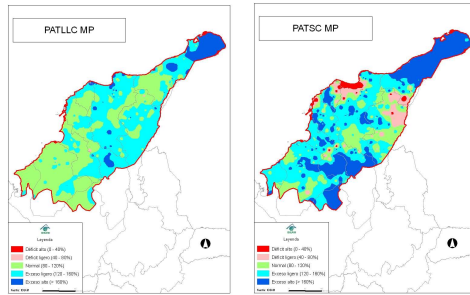 PATLLC MP
Leyenda
Déficit alto (0 - 40%)
Déficit ligero (40 - 80%)
Normal (80 - 120%)
Exceso ligero (120 - 160%)
Exceso alto (> 160%)
PATSC MP
Leyenda
Déficit alto (0 - 40%)
Déficit ligero (40 - 80%)
Normal (80 - 120%)
Exceso ligero (120 - 160%)
Exceso alto (> 160%)